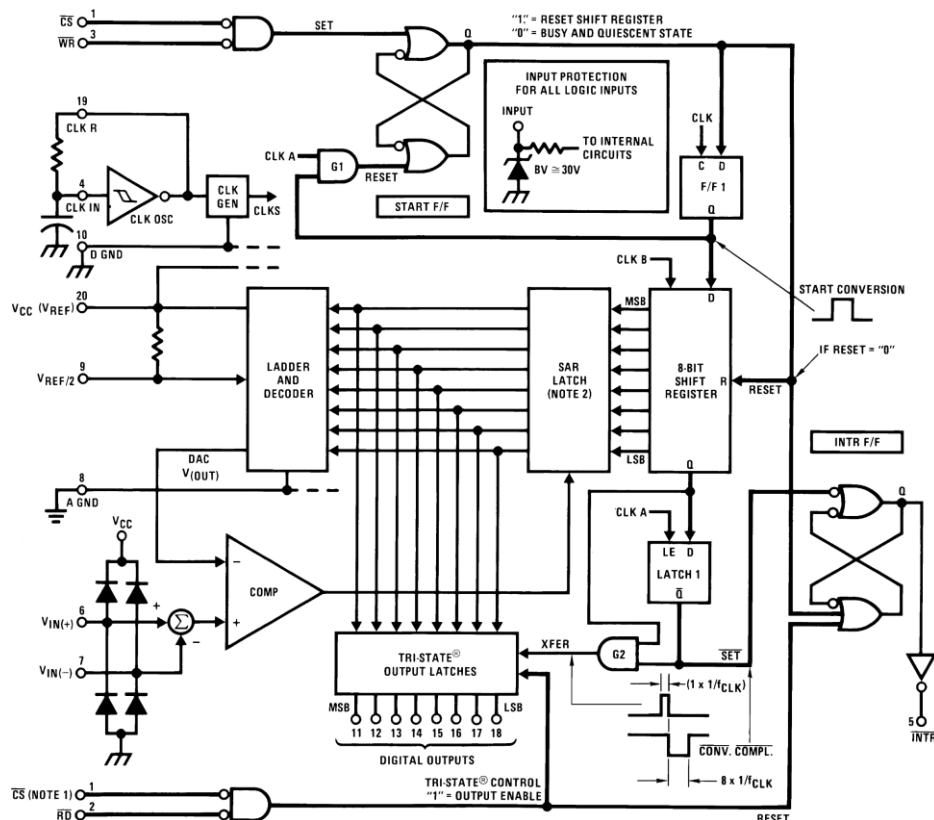 CS 1
WR 3
SET
Q
"1" = RESET SHIFT REGISTER
"0" = BUSY AND QUIESCENT STATE
INPUT PROTECTION
FOR ALL LOGIC INPUTS
INPUT
TO INTERNAL
CIRCUITS
BV ≅ 30V
19
CLK R
4
CLK IN
CLK OSC
CLK
GEN
CLKS
10
D GND
CLK A
G1
RESET
START F/F
CLK
C D
F/F 1
Q
CLK B
START CONVERSION
20
VCC (VREF)
9
VREF/2
LADDER
AND
DECODER
SAR
LATCH
(NOTE 2)
MSB
LSB
D
8-BIT
SHIFT
REGISTER
R
Q
RESET
IF RESET = "0"
INTR F/F
Q
DAC
V(OUT)
8
A GND
VCC
CLK A
LE D
LATCH 1
Q
COMP
−
+
6
VIN(+)
+
Σ
−
7
VIN(−)
XFER
G2
SET
TRI-STATE®
OUTPUT LATCHES
(1 x 1/fCLK)
MSB
LSB
11 12 13 14 15 16 17 18
DIGITAL OUTPUTS
CONV. COMPL.
8 x 1/fCLK
5
INTR
TRI-STATE® CONTROL
"1" = OUTPUT ENABLE
CS (NOTE 1) 1
RD 2
RESET